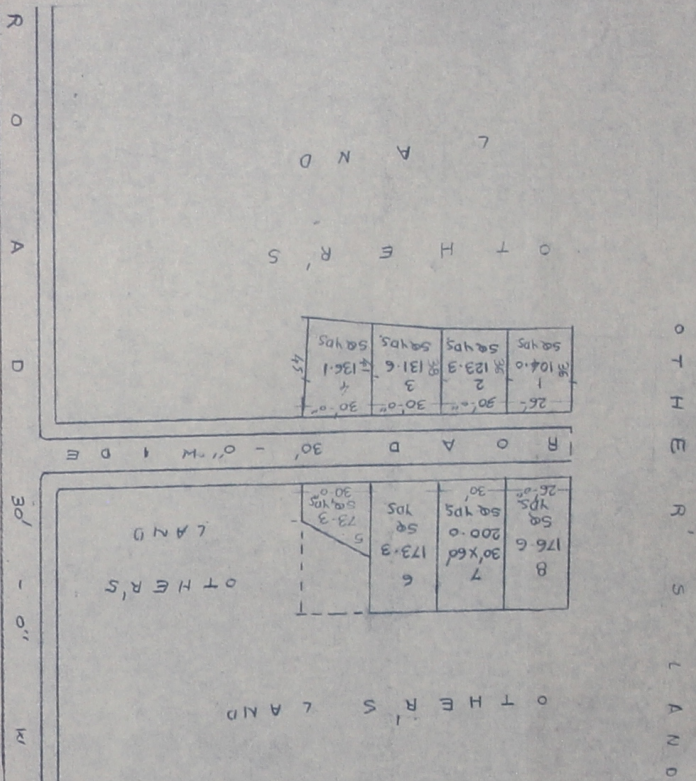 OTHER'S LAND
OTHER'S
LAND
8
176.6
SQ
YDS
26'-0"
7
30'x60'
200.0
SQ YDS
30'
6
173.3
SQ
YDS
5
73.3
SQ YDS
30'-0"
ROAD 30'-0" WIDE
26'-
1
36' 104.0
SQ YDS
30'-0"
2
123.3
SQ YDS
30'-0"
3
131.6
SQ YDS
30'-0"
4
136.1
SQ YDS
45'
OTHER'S
LAND
OTHER'S LAND
ROAD 30'-0" W